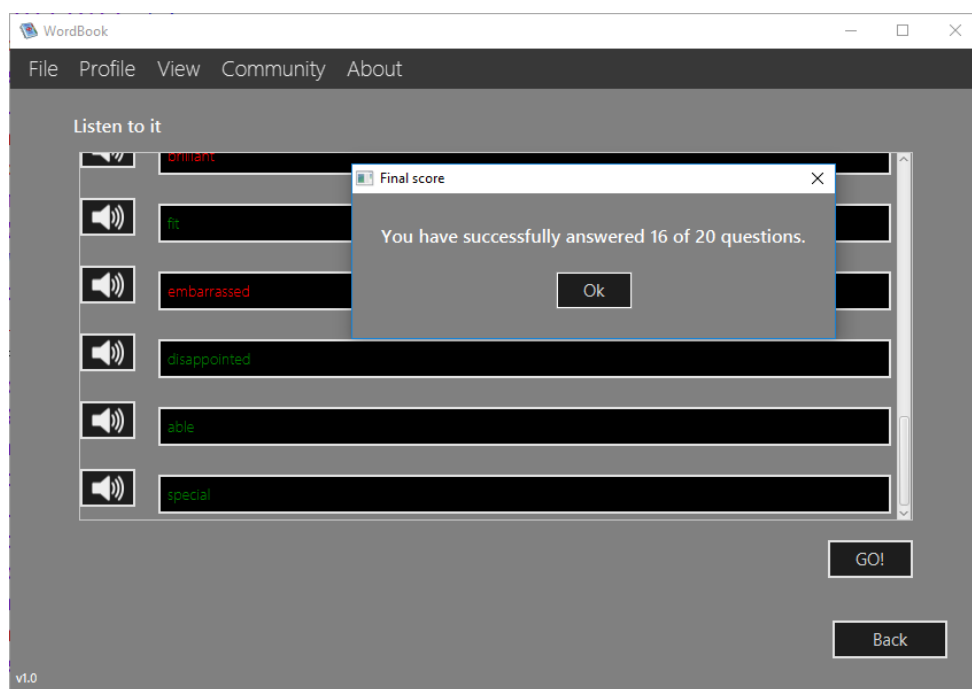 WordBook
File Profile View Community About
Listen to it
brilliant
Final score
fit
You have successfully answered 16 of 20 questions.
embarrassed
Ok
disappointed
able
special
GO!
Back
v1.0